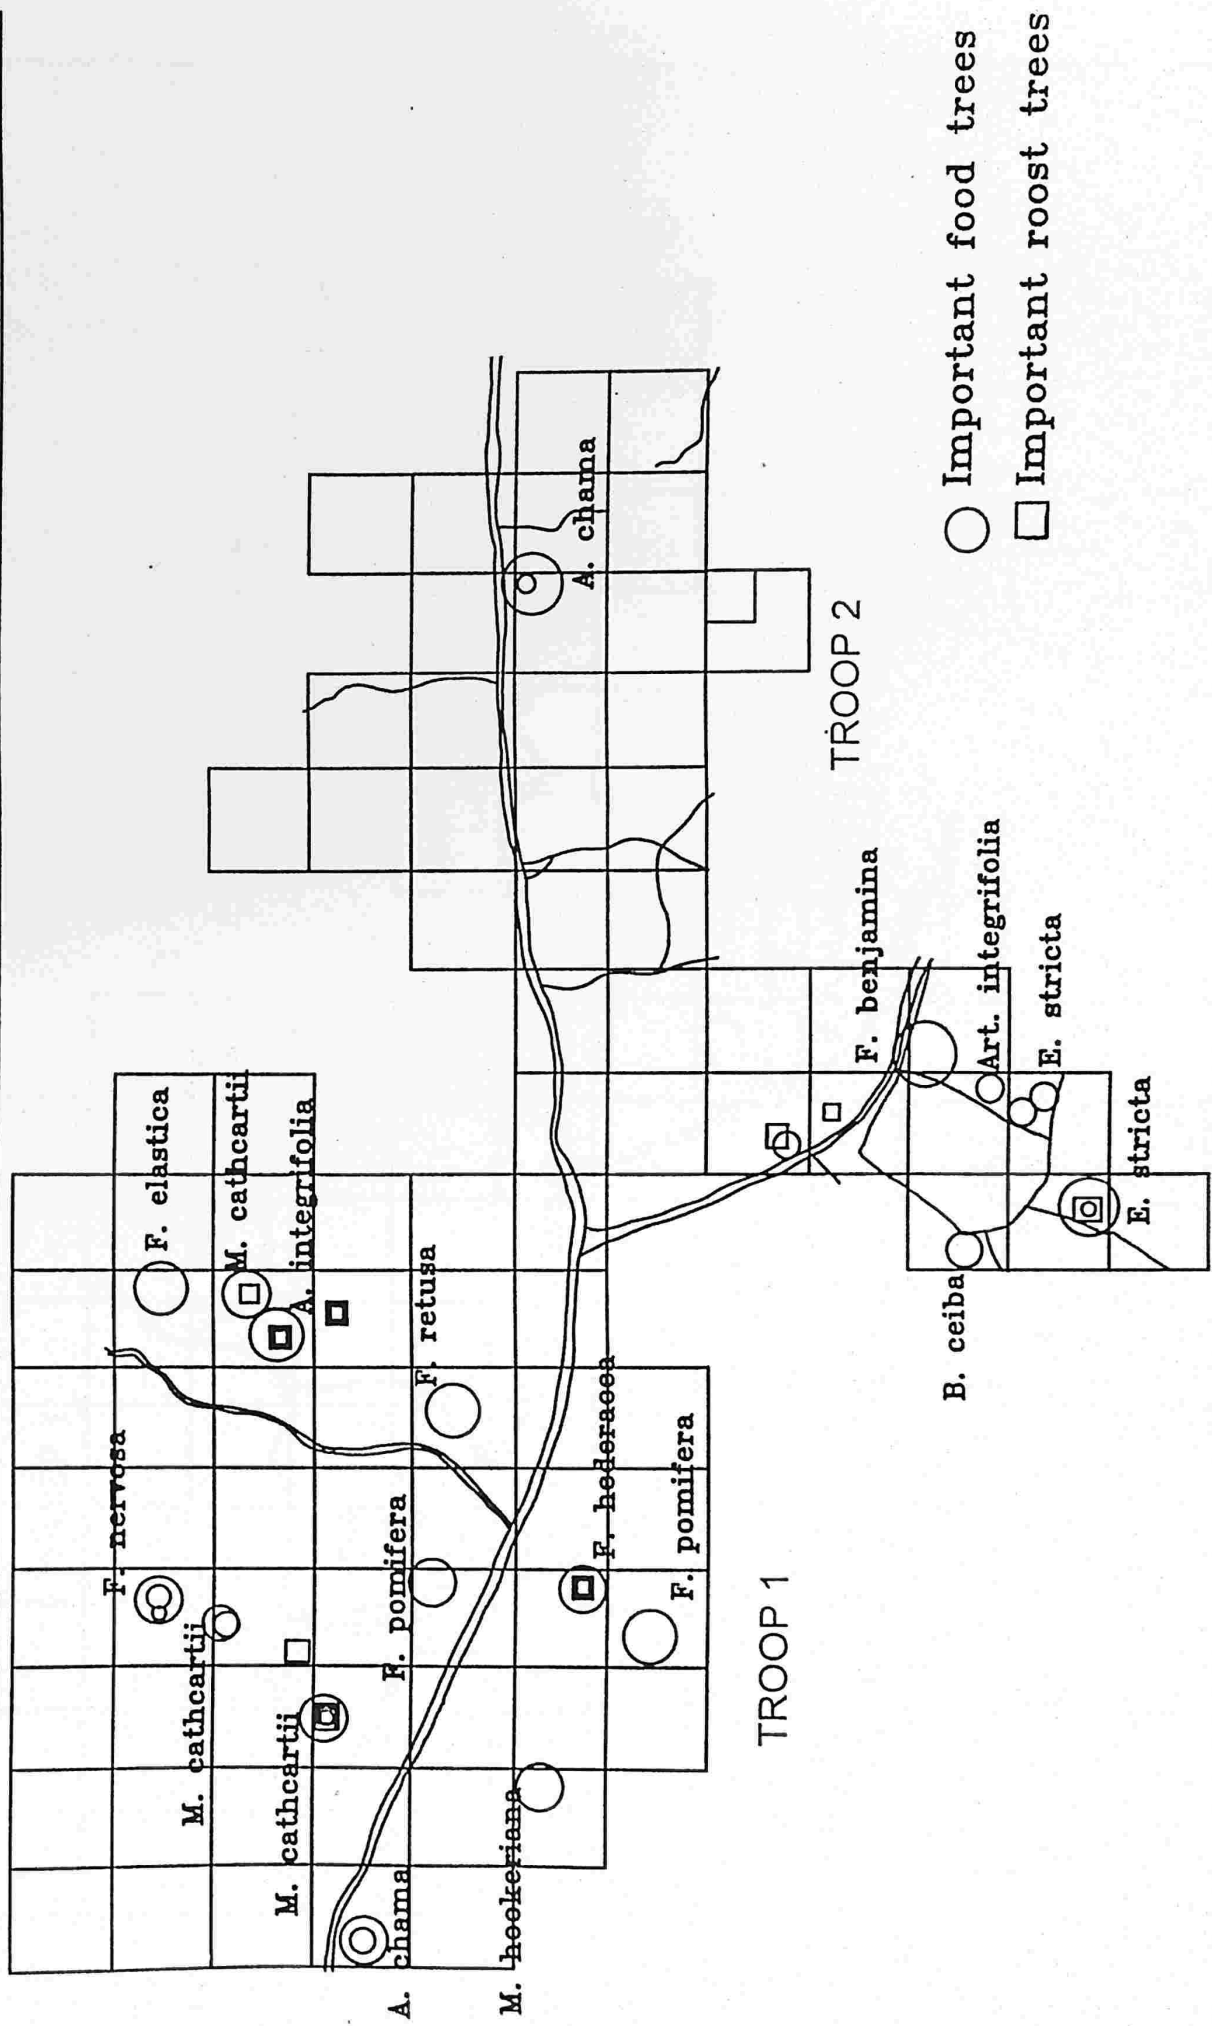 F. nervosa
F. elastica
M. cathcartii
M. cathcartii
A. integrifolia
M. cathcartii
F. pomifera
F. retusa
A. chama
M. hookeriana
F. hederacea
F. pomifera
A. chama
TROOP 1
TROOP 2
F. benjamina
B. ceiba
Art. integrifolia
E. stricta
E. stricta
Important food trees
Important roost trees